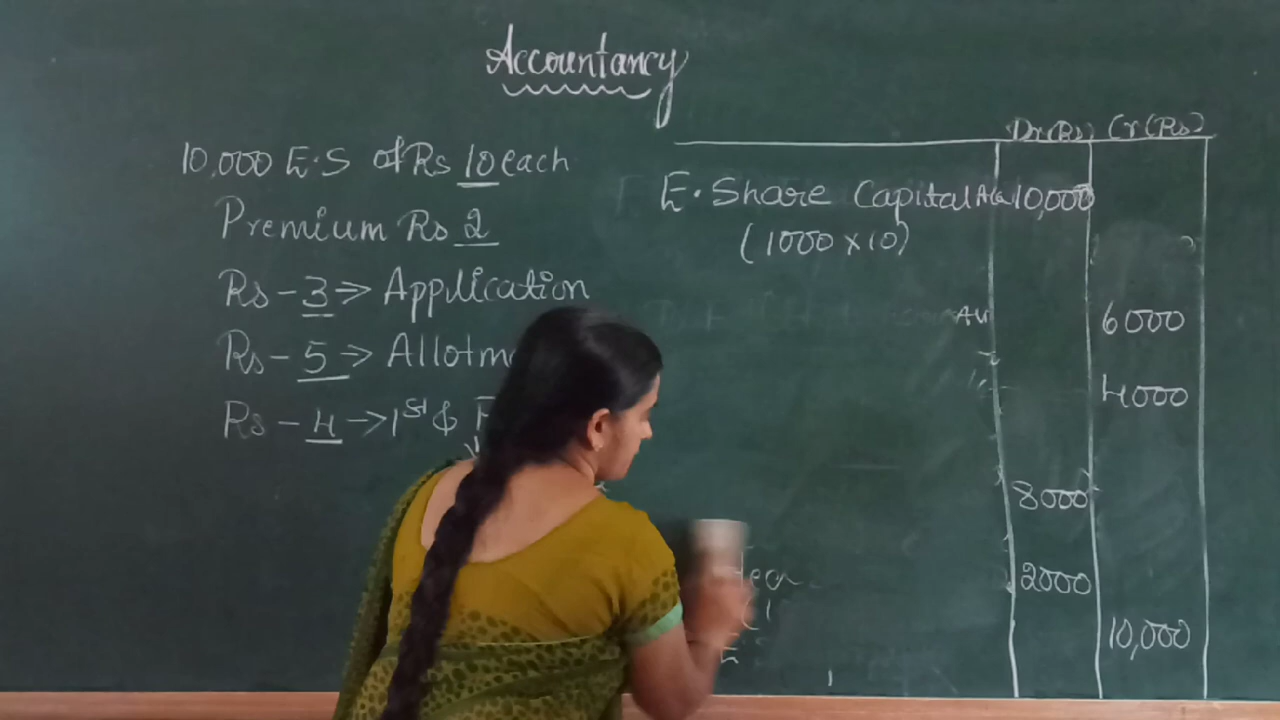 Accountancy
10,000 E.S of Rs 10 each
Premium Rs 2
Rs - 3 => Application
Rs - 5 => Allotm
Rs - 4 -> 1st &
Dr(Rs) Cr(Rs)
E. Share Capital A/c 10,000
(1000 x 10)
6000
4000
8000
2000
10,000